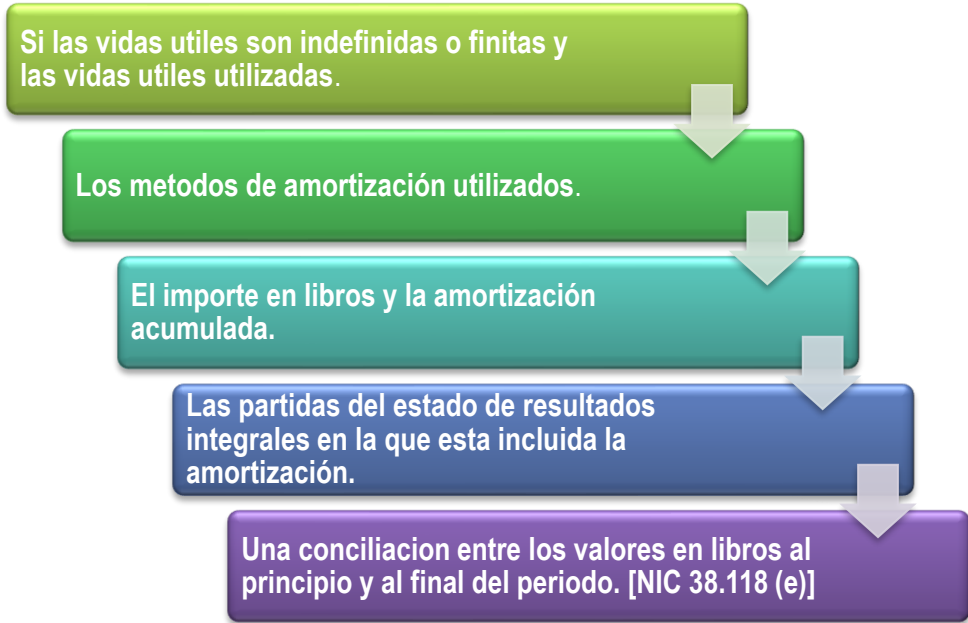 Si las vidas utiles son indefinidas o finitas y
las vidas utiles utilizadas.
Los metodos de amortización utilizados.
El importe en libros y la amortización
acumulada.
Las partidas del estado de resultados
integrales en la que esta incluida la
amortización.
Una conciliacion entre los valores en libros al
principio y al final del periodo. [NIC 38.118 (e)]